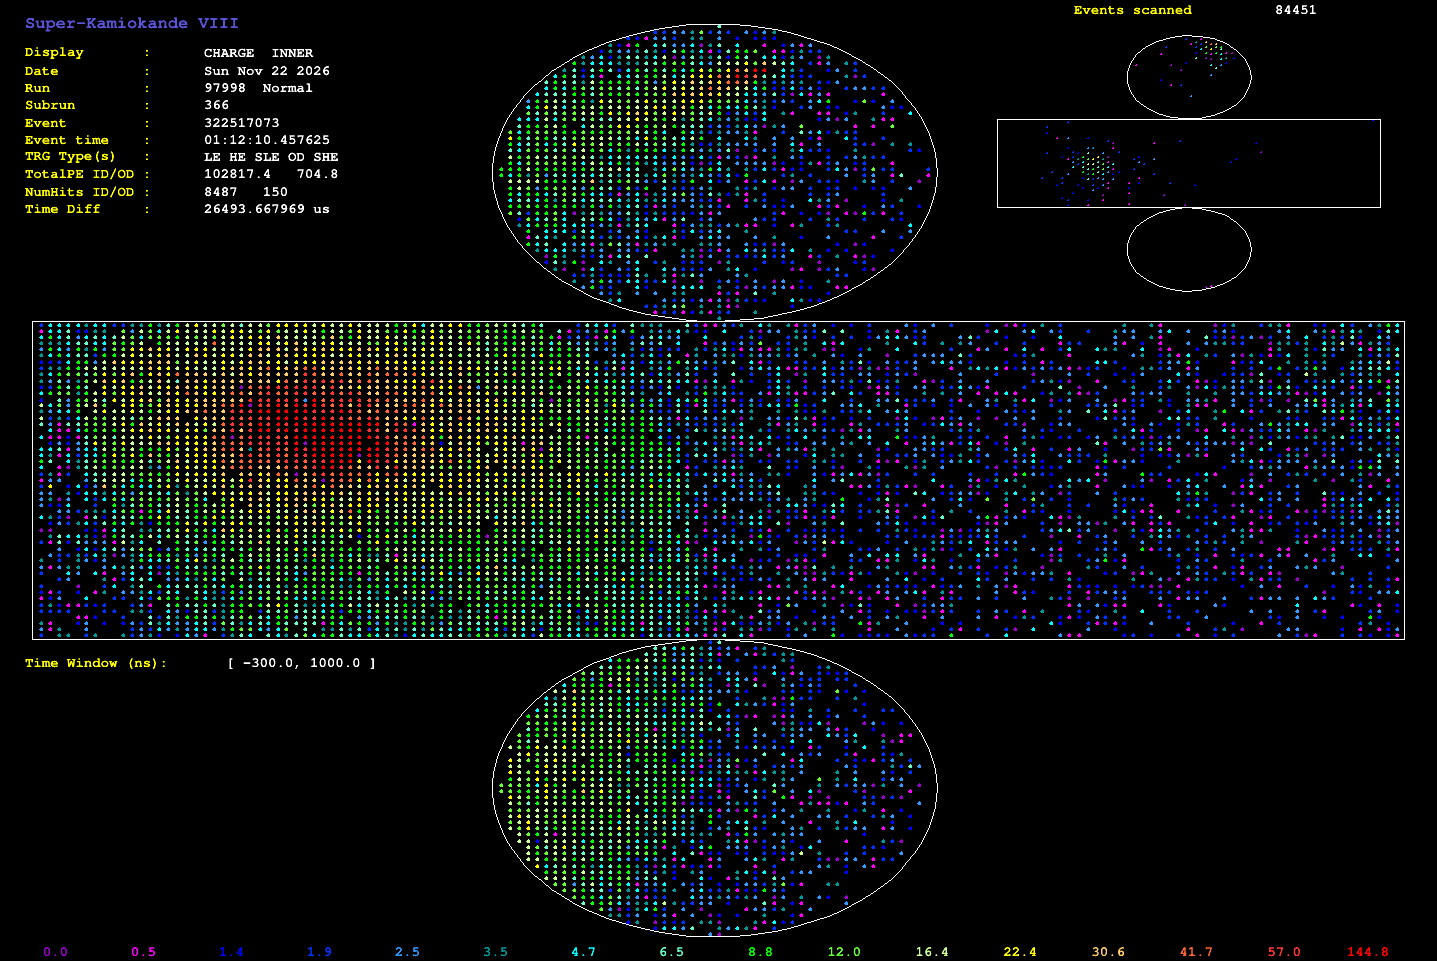 Super-Kamiokande VIII
Events scanned 84451
Display : CHARGE INNER
Date : Sun Nov 22 2026
Run : 97998 Normal
Subrun : 366
Event : 322517073
Event time : 01:12:10.457625
TRG Type(s) : LE HE SLE OD SHE
TotalPE ID/OD : 102817.4 704.8
NumHits ID/OD : 8487 150
Time Diff : 26493.667969 us
Time Window (ns): [ -300.0, 1000.0 ]
0.0 0.5 1.4 1.9 2.5 3.5 4.7 6.5 8.8 12.0 16.4 22.4 30.6 41.7 57.0 144.8